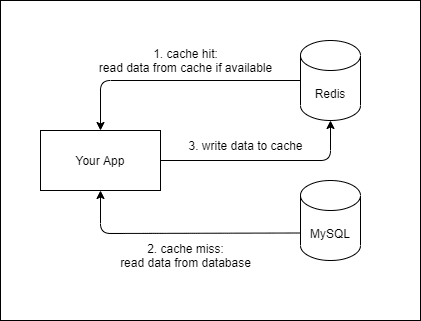 1. cache hit:
read data from cache if available
Redis
Your App
3. write data to cache
MySQL
2. cache miss:
read data from database